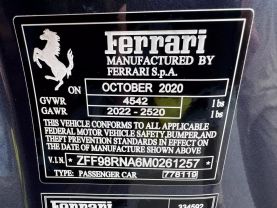 Ferrari
MANUFACTURED BY
FERRARI S.p.A.
ON OCTOBER 2020
GVWR 4542 lbs
GAWR 2022 - 2520 lbs
THIS VEHICLE CONFORMS TO ALL APPLICABLE
FEDERAL MOTOR VEHICLE SAFETY, BUMPER, AND
THEFT PREVENTION STANDARDS IN EFFECT ON
THE DATE OF MANUFACTURE SHOWN ABOVE
V.I.N. * ZFF98RNA6M0261257 *
TYPE: PASSENGER CAR 778119
Ferrari 334592